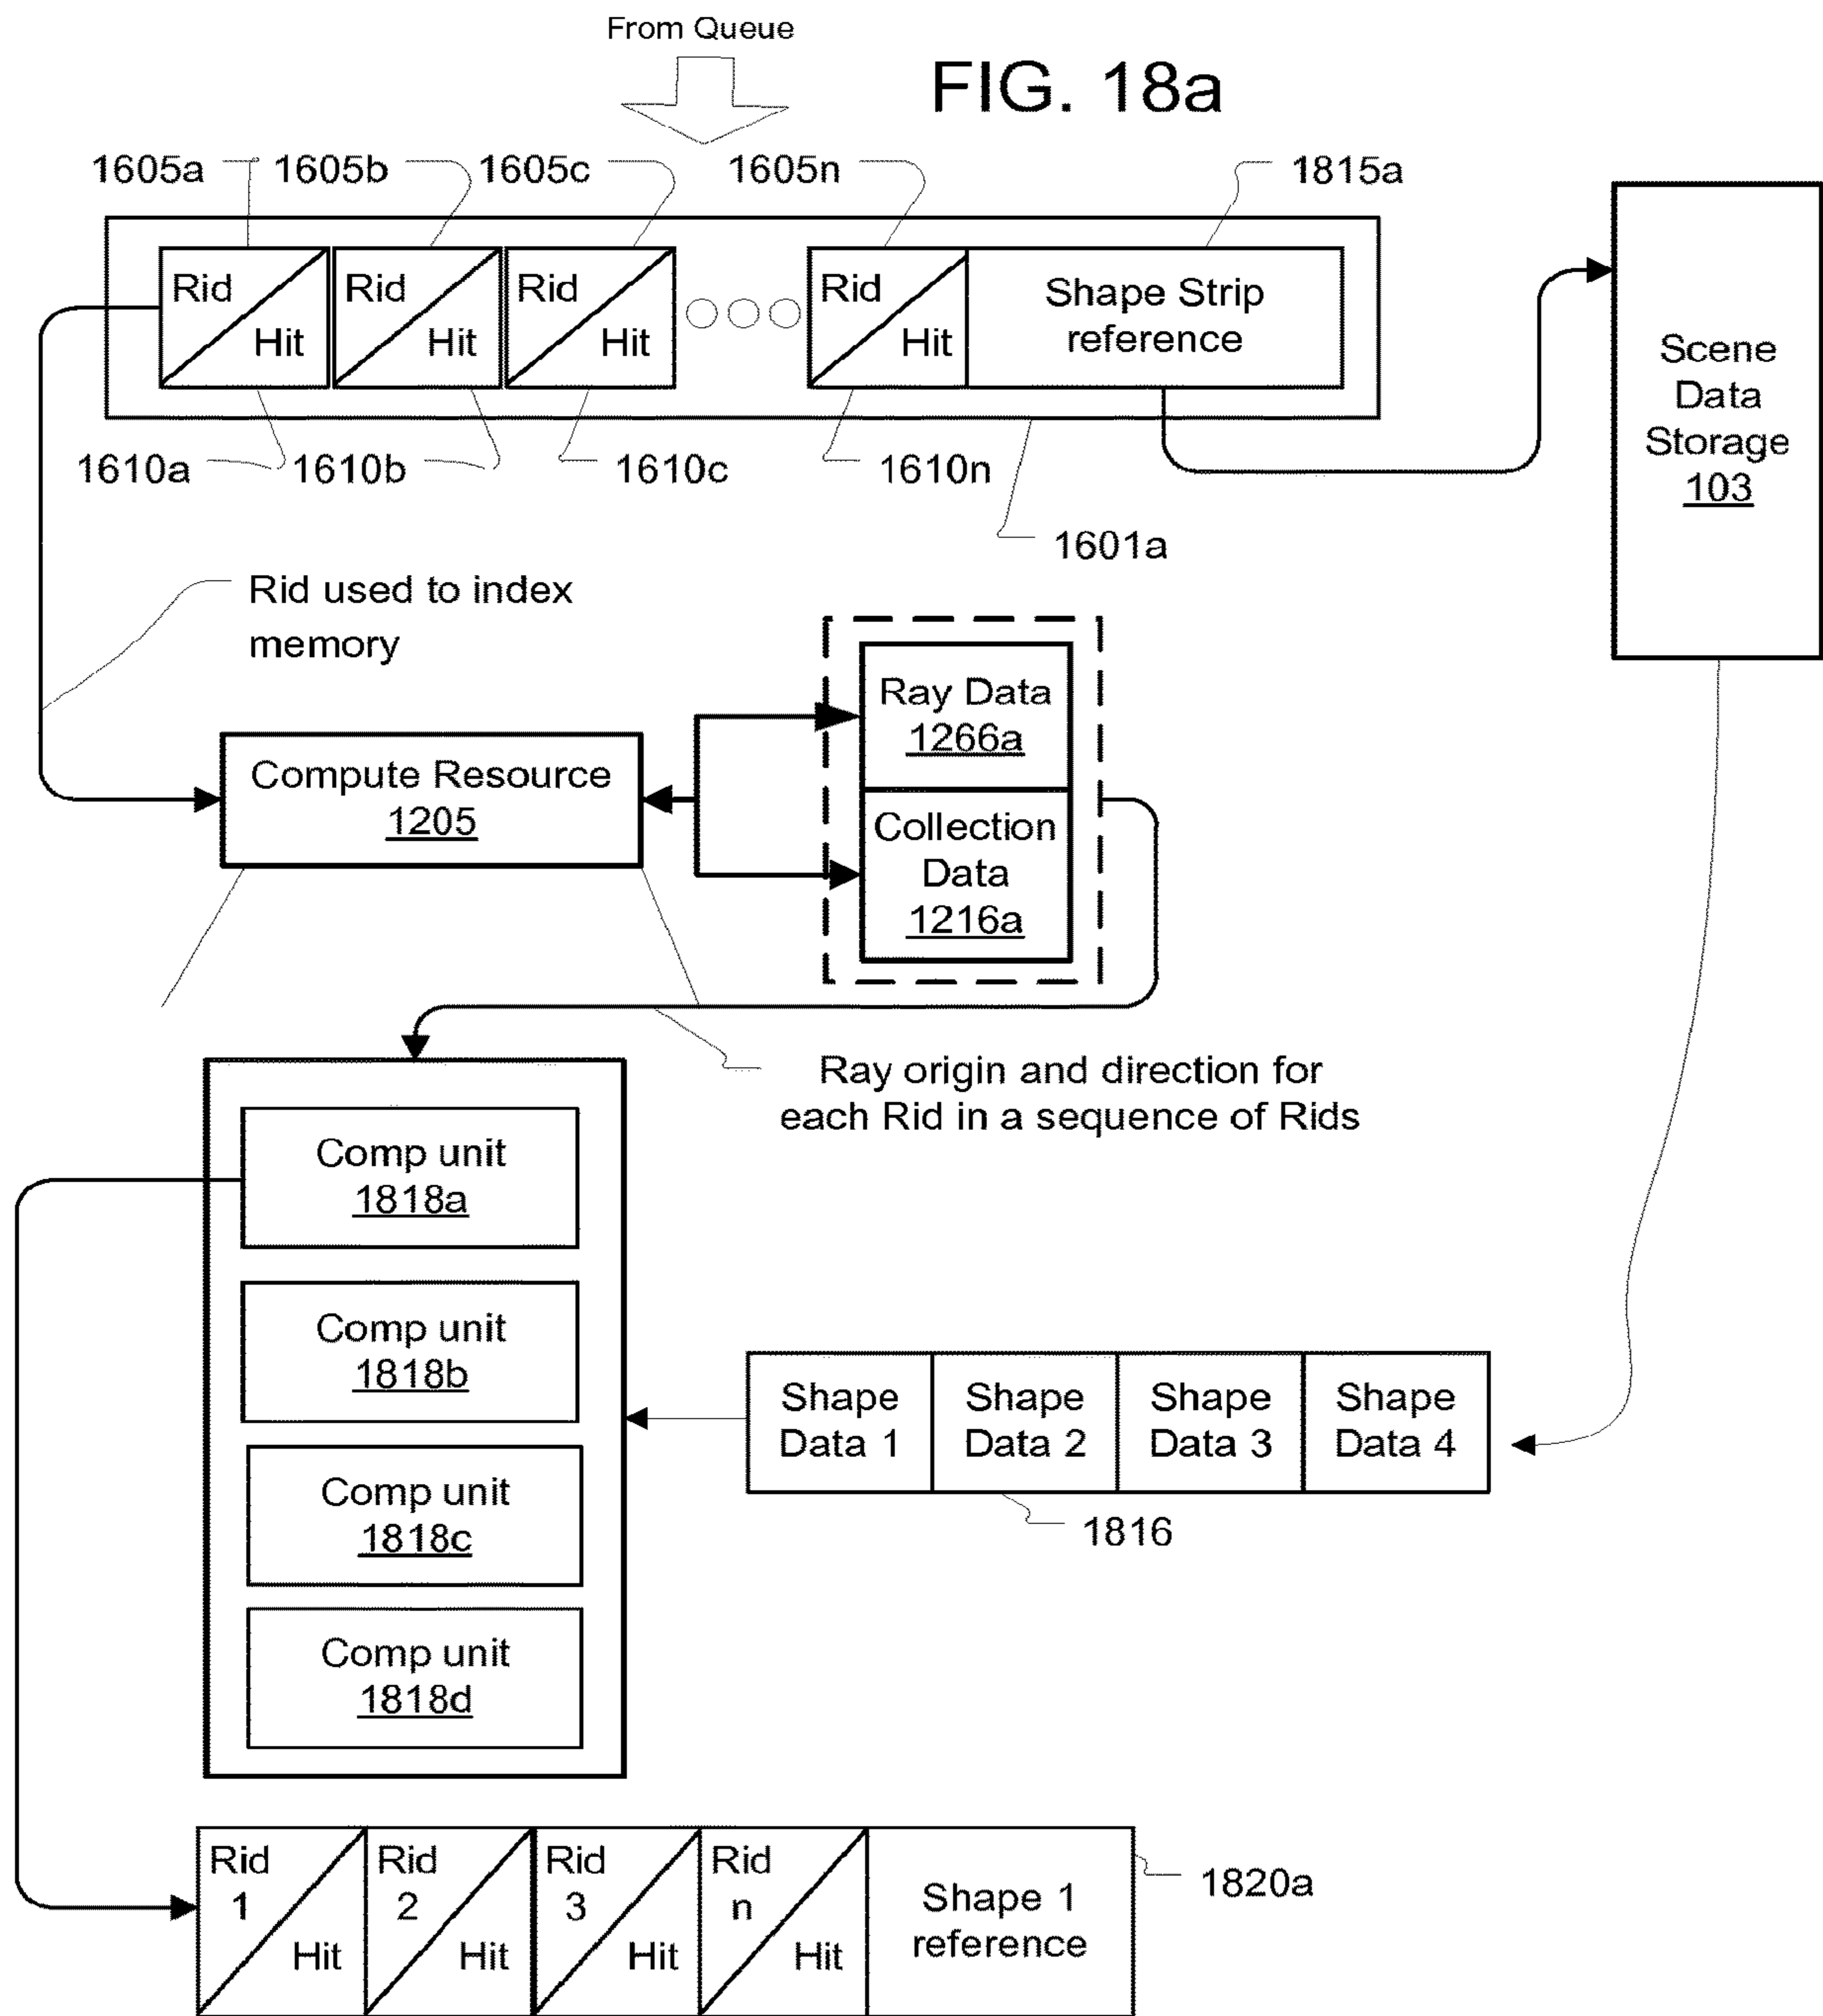 From Queue
FIG. 18a
1605a
1605b
1605c
1605n
1815a
Rid
Hit
Rid
Hit
Rid
Hit
Rid
Hit
Shape Strip
reference
Scene
Data
Storage
103
1610a
1610b
1610c
1610n
1601a
Rid used to index
memory
Ray Data
1266a
Compute Resource
1205
Collection
Data
1216a
Ray origin and direction for
each Rid in a sequence of Rids
Comp unit
1818a
Comp unit
1818b
Comp unit
1818c
Comp unit
1818d
Shape
Data 1
Shape
Data 2
Shape
Data 3
Shape
Data 4
1816
Rid
1
Hit
Rid
2
Hit
Rid
3
Hit
Rid
n
Hit
Shape 1
reference
1820a